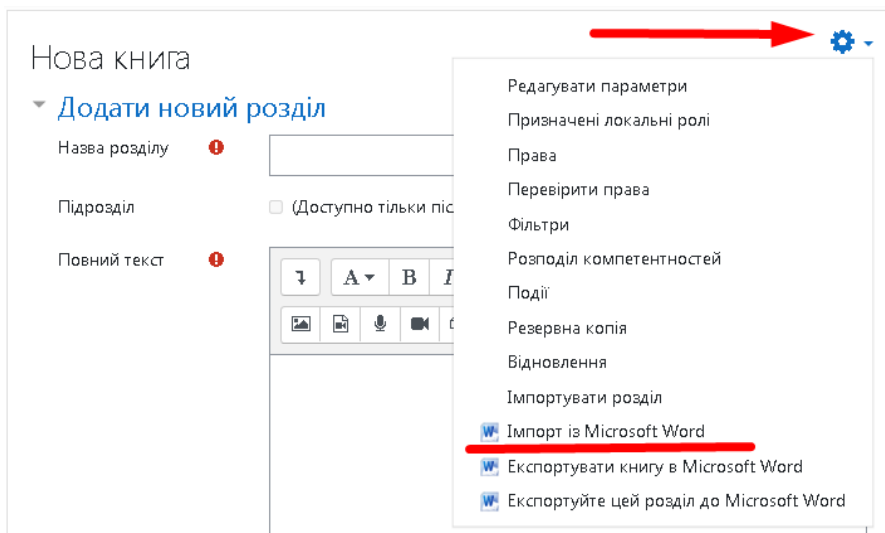 Нова книга
Додати новий розділ
Назва розділу
Підрозділ
(Доступно тільки піс
Повний текст
A B I
Редагувати параметри
Призначені локальні ролі
Права
Перевірити права
Фільтри
Розподіл компетентностей
Події
Резервна копія
Відновлення
Імпортувати розділ
Імпорт із Microsoft Word
Експортувати книгу в Microsoft Word
Експортуйте цей розділ до Microsoft Word